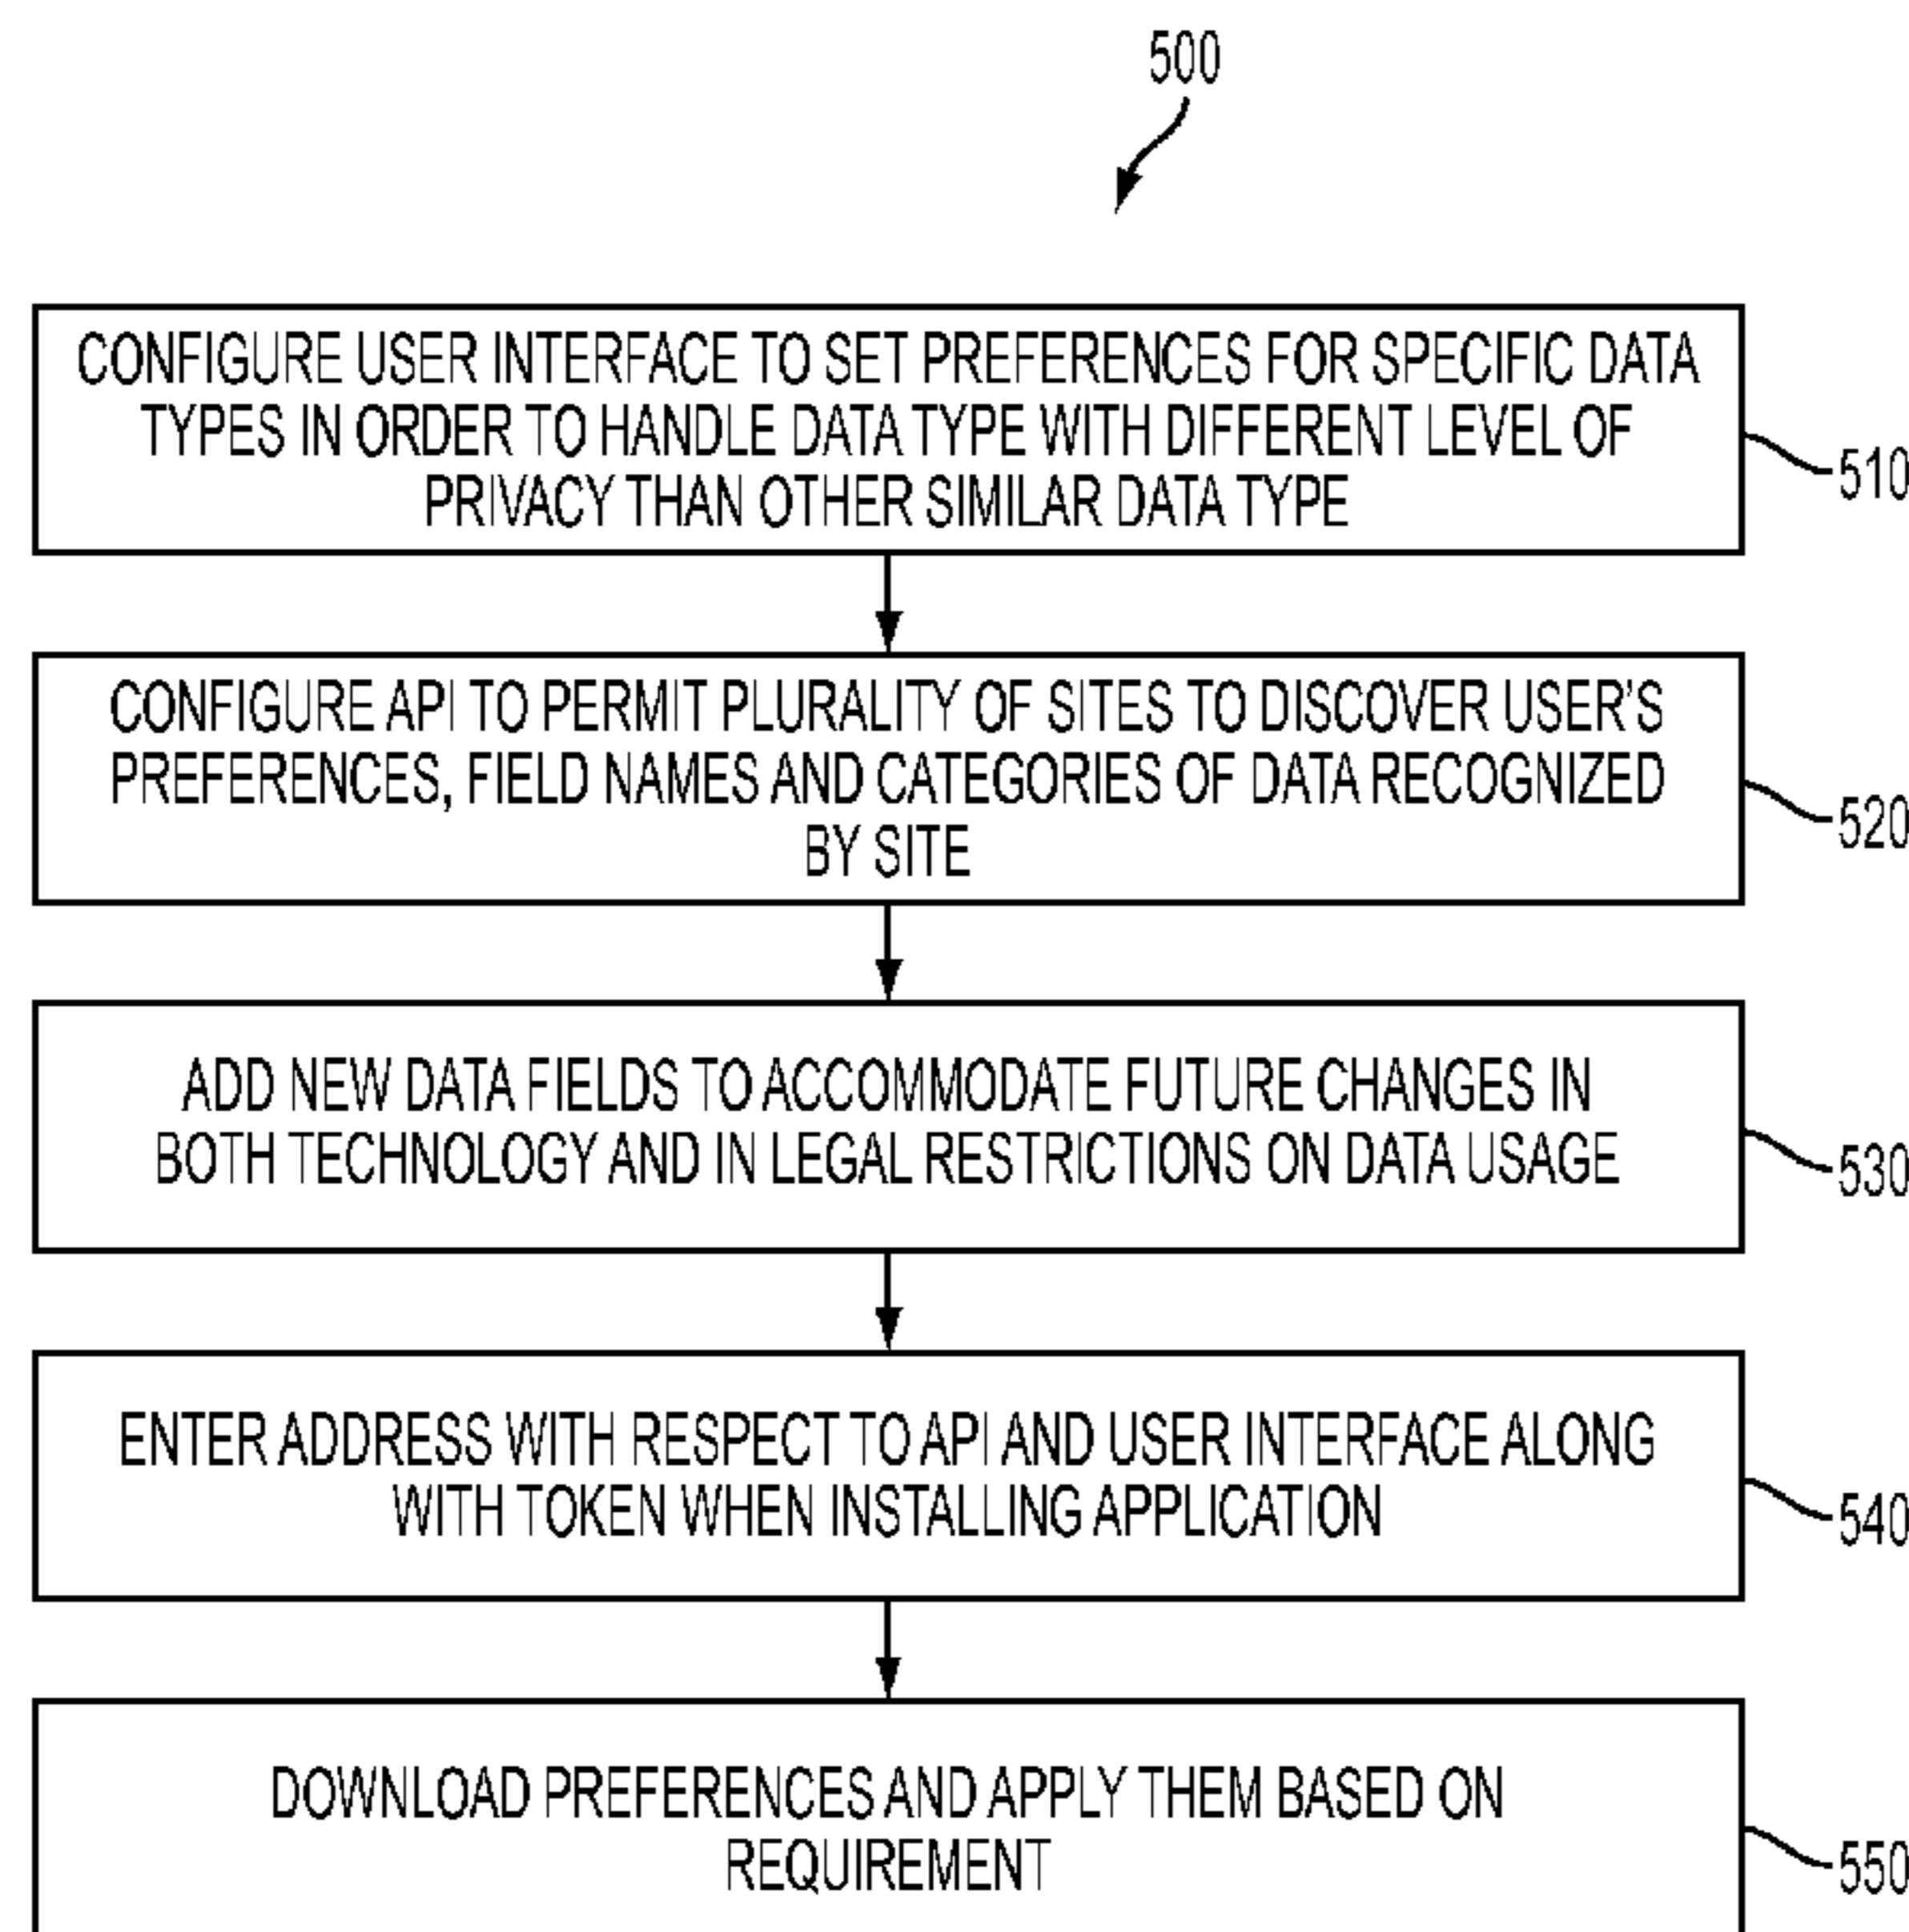 500
CONFIGURE USER INTERFACE TO SET PREFERENCES FOR SPECIFIC DATA
TYPES IN ORDER TO HANDLE DATA TYPE WITH DIFFERENT LEVEL OF
PRIVACY THAN OTHER SIMILAR DATA TYPE
510
CONFIGURE API TO PERMIT PLURALITY OF SITES TO DISCOVER USER'S
PREFERENCES, FIELD NAMES AND CATEGORIES OF DATA RECOGNIZED
BY SITE
520
ADD NEW DATA FIELDS TO ACCOMMODATE FUTURE CHANGES IN
BOTH TECHNOLOGY AND IN LEGAL RESTRICTIONS ON DATA USAGE
530
ENTER ADDRESS WITH RESPECT TO API AND USER INTERFACE ALONG
WITH TOKEN WHEN INSTALLING APPLICATION
540
DOWNLOAD PREFERENCES AND APPLY THEM BASED ON
REQUIREMENT
550